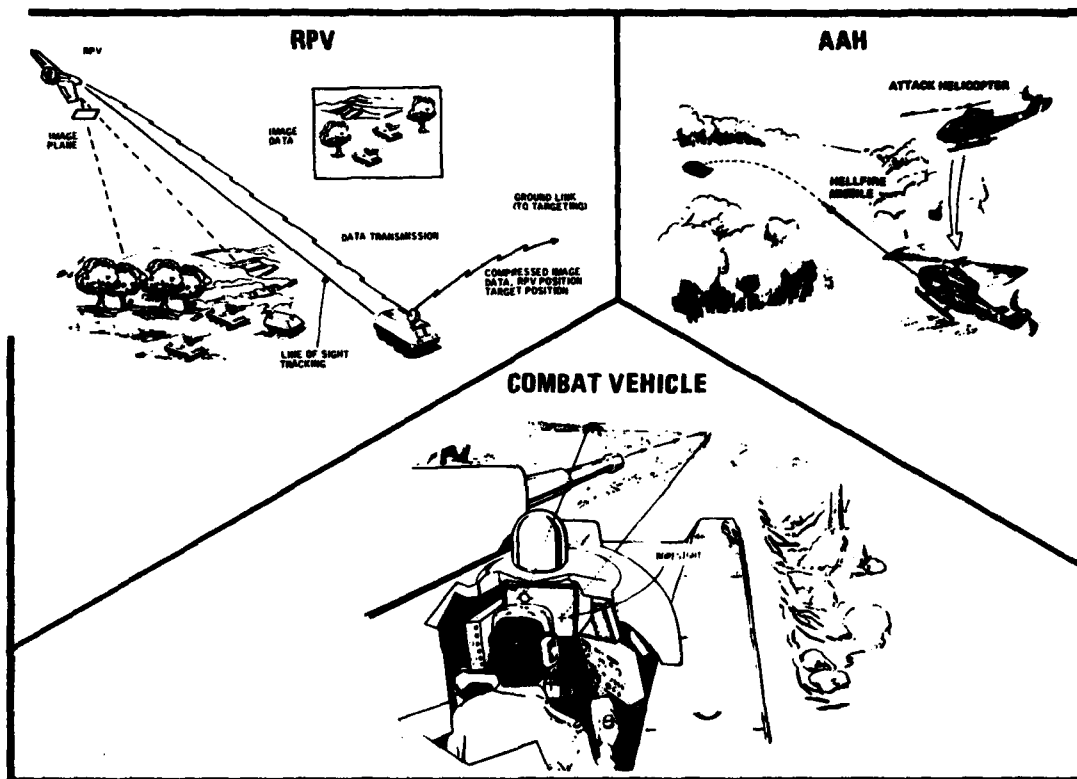 RPV
RPV
IMAGE
PLANE
IMAGE
DATA
GROUND LINK
(TO TARGETING)
DATA TRANSMISSION
COMPRESSED IMAGE
DATA, RPV POSITION
TARGET POSITION
LINE OF SIGHT
TRACKING
AAH
ATTACK HELICOPTER
HELLFIRE
MISSILE
COMBAT VEHICLE